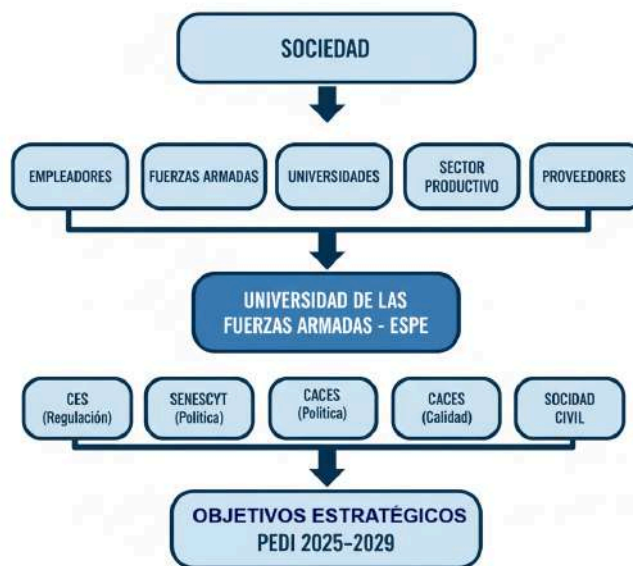 SOCIEDAD
EMPLEADORES
FUERZAS ARMADAS
UNIVERSIDADES
SECTOR
PRODUCTIVO
PROVEEDORES
UNIVERSIDAD DE LAS
FUERZAS ARMADAS - ESPE
CES
(Regulación)
SENESCYT
(Política)
CACES
(Política)
CACES
(Calidad)
SOCIDAD
CIVIL
OBJETIVOS ESTRATÉGICOS
PEDI 2025–2029